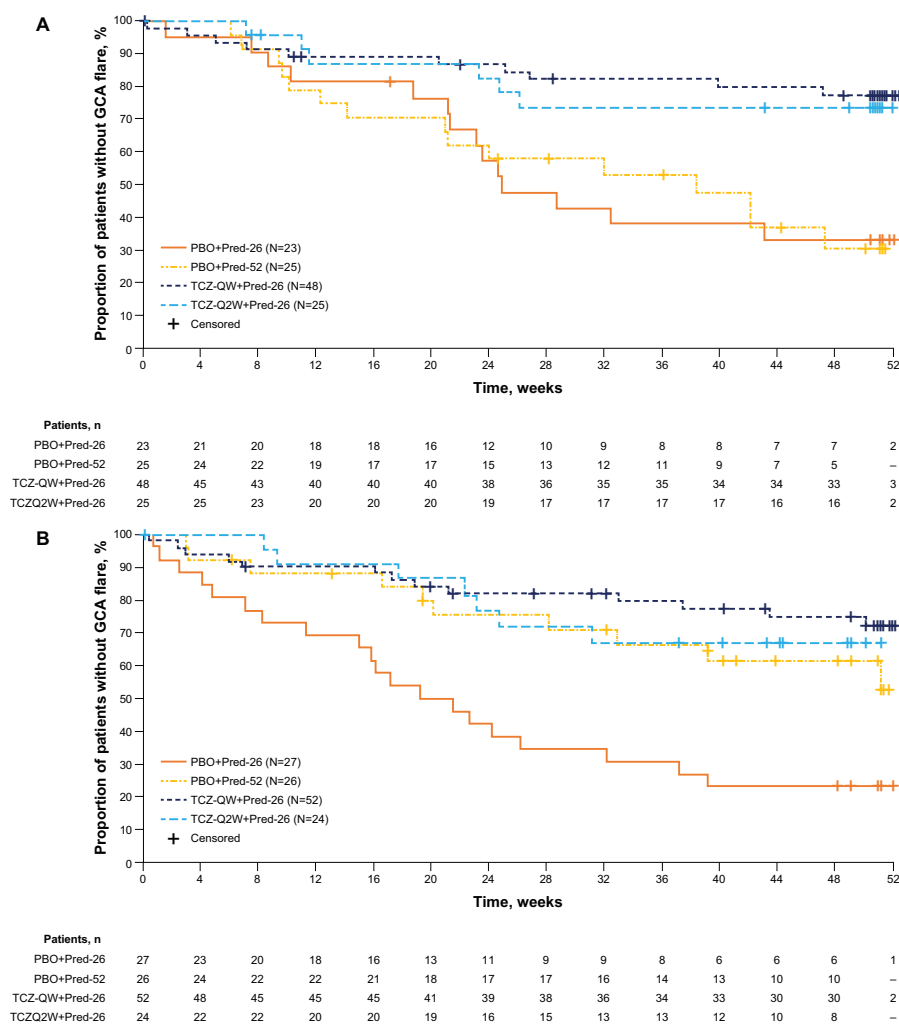 A
Proportion of patients without GCA flare, %
100
90
80
70
60
50
40
30
20
10
0
PBO+Pred-26 (N=23)
PBO+Pred-52 (N=25)
TCZ-QW+Pred-26 (N=48)
TCZ-Q2W+Pred-26 (N=25)
Censored
0 4 8 12 16 20 24 28 32 36 40 44 48 52
Time, weeks
Patients, n
PBO+Pred-26 23 21 20 18 18 16 12 10 9 8 8 7 7 2
PBO+Pred-52 25 24 22 19 17 17 15 13 12 11 9 7 5 –
TCZ-QW+Pred-26 48 45 43 40 40 40 38 36 35 35 34 34 33 3
TCZQ2W+Pred-26 25 25 23 20 20 20 19 17 17 17 17 16 16 2
B
Proportion of patients without GCA flare, %
100
90
80
70
60
50
40
30
20
10
0
PBO+Pred-26 (N=27)
PBO+Pred-52 (N=26)
TCZ-QW+Pred-26 (N=52)
TCZ-Q2W+Pred-26 (N=24)
Censored
0 4 8 12 16 20 24 28 32 36 40 44 48 52
Time, weeks
Patients, n
PBO+Pred-26 27 23 20 18 16 13 11 9 9 8 6 6 6 1
PBO+Pred-52 26 24 22 22 21 18 17 17 16 14 13 10 10 –
TCZ-QW+Pred-26 52 48 45 45 45 41 39 38 36 34 33 30 30 2
TCZQ2W+Pred-26 24 22 22 20 20 19 16 15 13 13 12 10 8 –